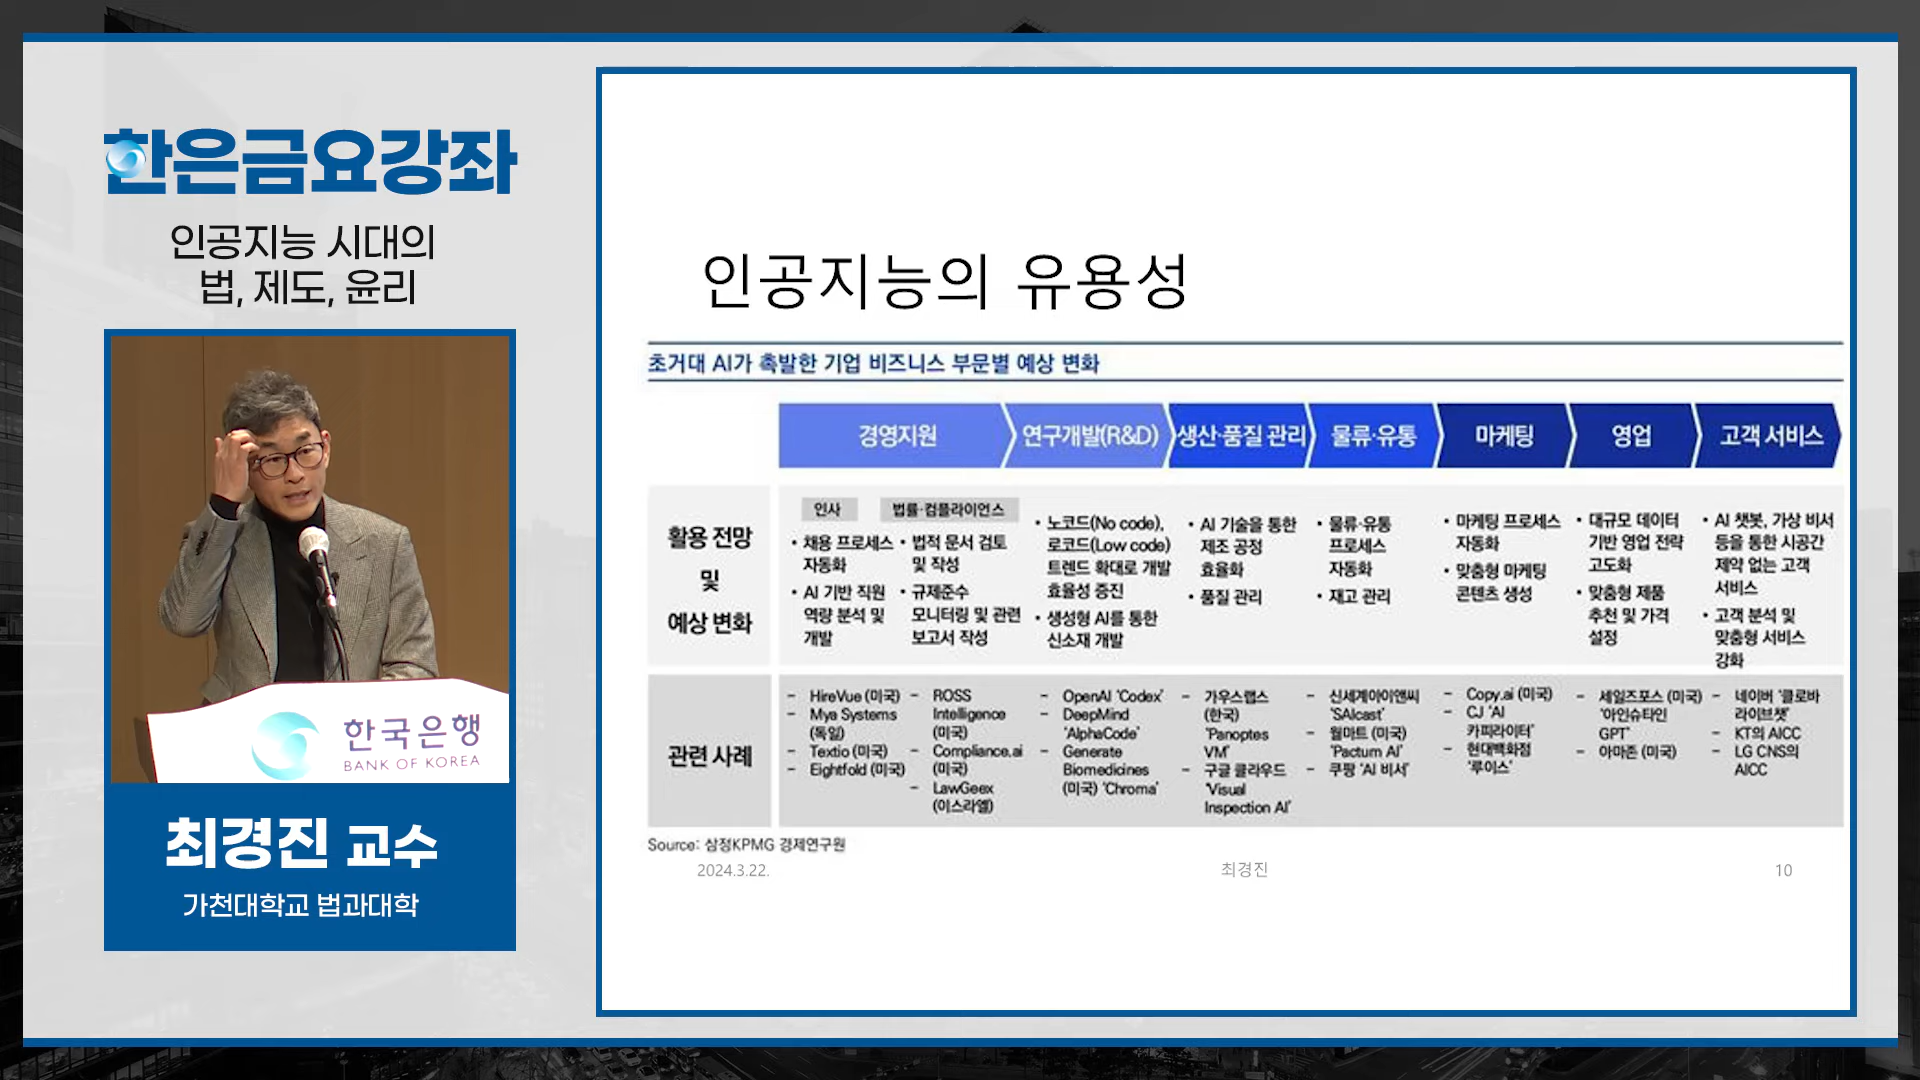 한은금요강좌
인공지능 시대의
법, 제도, 윤리
한국은행
BANK OF KOREA
최경진 교수
가천대학교 법과대학
인공지능의 유용성
초거대 AI가 촉발한 기업 비즈니스 부문별 예상 변화
경영지원
연구개발(R&D)
생산·품질 관리
물류·유통
마케팅
영업
고객 서비스
활용 전망
및
예상 변화
인사
• 채용 프로세스
자동화
• AI 기반 직원
역량 분석 및
개발
법률·컴플라이언스
• 법적 문서 검토
및 작성
• 규제준수
모니터링 및 관련
보고서 작성
• 노코드(No code),
로코드(Low code)
트렌드 확대로 개발
효율성 증진
• 생성형 AI를 통한
신소재 개발
• AI 기술을 통한
제조 공정
효율화
• 품질 관리
• 물류·유통
프로세스
자동화
• 재고 관리
• 마케팅 프로세스
자동화
• 맞춤형 마케팅
콘텐츠 생성
• 대규모 데이터
기반 영업 전략
고도화
• 맞춤형 제품
추천 및 가격
설정
• AI 챗봇, 가상 비서
등을 통한 시공간
제약 없는 고객
서비스
• 고객 분석 및
맞춤형 서비스
강화
관련 사례
– HireVue (미국)
– Mya Systems
(독일)
– Textio (미국)
– Eightfold (미국)
– ROSS
Intelligence
(미국)
– Compliance.ai
(미국)
– LawGeex
(이스라엘)
– OpenAI ‘Codex’
– DeepMind
‘AlphaCode’
– Generate
Biomedicines
(미국) ‘Chroma’
– 가우스랩스
(한국)
‘Panoptes
VM’
– 구글 클라우드
‘Visual
Inspection AI’
– 신세계아이앤씨
‘SAIcast’
– 월마트 (미국)
‘Pactum AI’
– 쿠팡 ‘AI 비서’
– Copy.ai (미국)
– CJ ‘AI
카피라이터’
– 현대백화점
‘루이스’
– 세일즈포스 (미국)
‘아인슈타인
GPT’
– 아마존 (미국)
– 네이버 ‘클로바
라이브챗’
– KT의 AICC
– LG CNS의
AICC
Source: 삼정KPMG 경제연구원
2024.3.22.
최경진
10